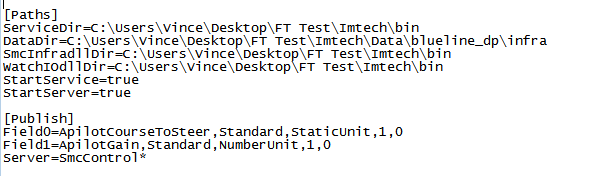 [Paths]
ServiceDir=C:\Users\Vince\Desktop\FT Test\Imtech\bin
DataDir=C:\Users\Vince\Desktop\FT Test\Imtech\Data\blueline_dp\infra
SmcInfradllDir=C:\Users\Vince\Desktop\FT Test\Imtech\bin
WatchIOdllDir=C:\Users\Vince\Desktop\FT Test\Imtech\bin
StartService=true
StartServer=true
[Publish]
Field0=ApilotCourseToSteer,Standard,StaticUnit,1,0
Field1=ApilotGain,Standard,NumberUnit,1,0
Server=SmcControl*